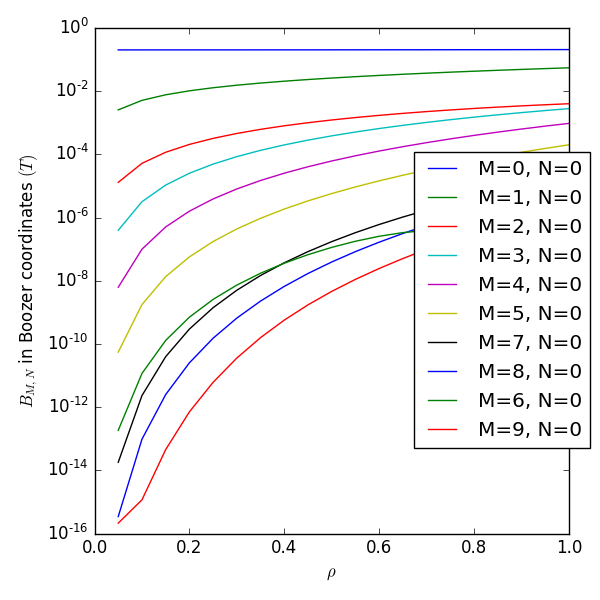 10^0
10^-2
10^-4
10^-6
10^-8
10^-10
10^-12
10^-14
10^-16
B_{M,N} in Boozer coordinates (T)
M=0, N=0
M=1, N=0
M=2, N=0
M=3, N=0
M=4, N=0
M=5, N=0
M=7, N=0
M=8, N=0
M=6, N=0
M=9, N=0
0.0 0.2 0.4 0.6 0.8 1.0
ρ